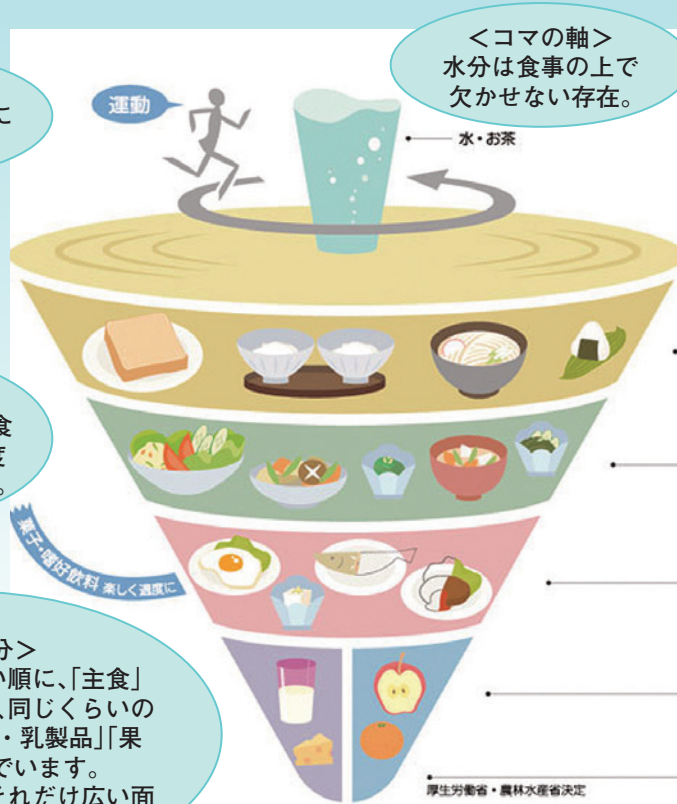 <コマの軸>
水分は食事の上で
欠かせない存在。
に
運動
水・お茶
食
度
。
菓子・嗜好飲料 楽しく適度に
分>
い順に、「主食」
、同じくらいの
・乳製品」「果
でいます。
それだけ広い面
厚生労働省・農林水産省決定